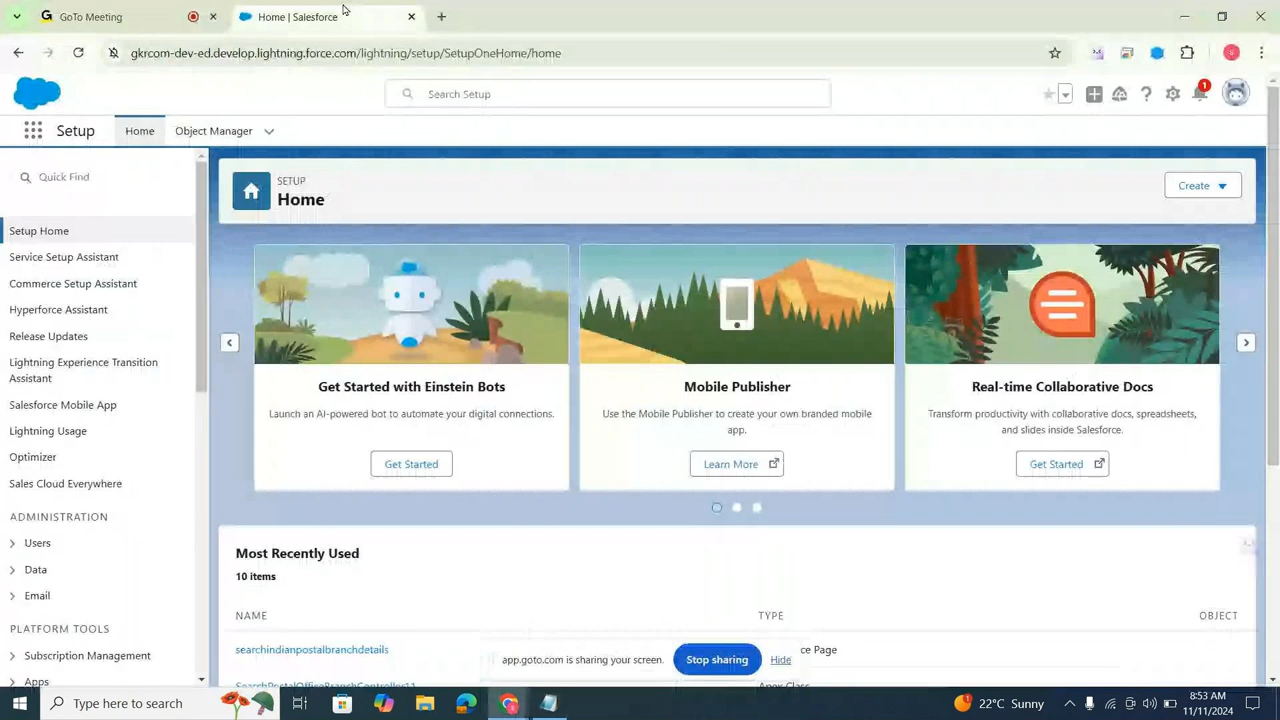 GoTo Meeting
Home | Salesforce
gkrcom-dev-ed.develop.lightning.force.com/lightning/setup/SetupOneHome/home
Search Setup
1
Setup
Home
Object Manager
Quick Find
Setup Home
Service Setup Assistant
Commerce Setup Assistant
Hyperforce Assistant
Release Updates
Lightning Experience Transition
Assistant
Salesforce Mobile App
Lightning Usage
Optimizer
Sales Cloud Everywhere
ADMINISTRATION
Users
Data
Email
PLATFORM TOOLS
Subscription Management
Apps
SETUP
Home
Create
Get Started with Einstein Bots
Launch an AI-powered bot to automate your digital connections.
Get Started
Mobile Publisher
Use the Mobile Publisher to create your own branded mobile
app.
Learn More
Real-time Collaborative Docs
Transform productivity with collaborative docs, spreadsheets,
and slides inside Salesforce.
Get Started
Most Recently Used
10 items
NAME
TYPE
OBJECT
searchindianpostalbranchdetails
ce Page
SearchPostalOfficeBranchController11
Apex Class
app.goto.com is sharing your screen.
Stop sharing
Hide
Type here to search
22°C Sunny
8:53 AM
11/11/2024